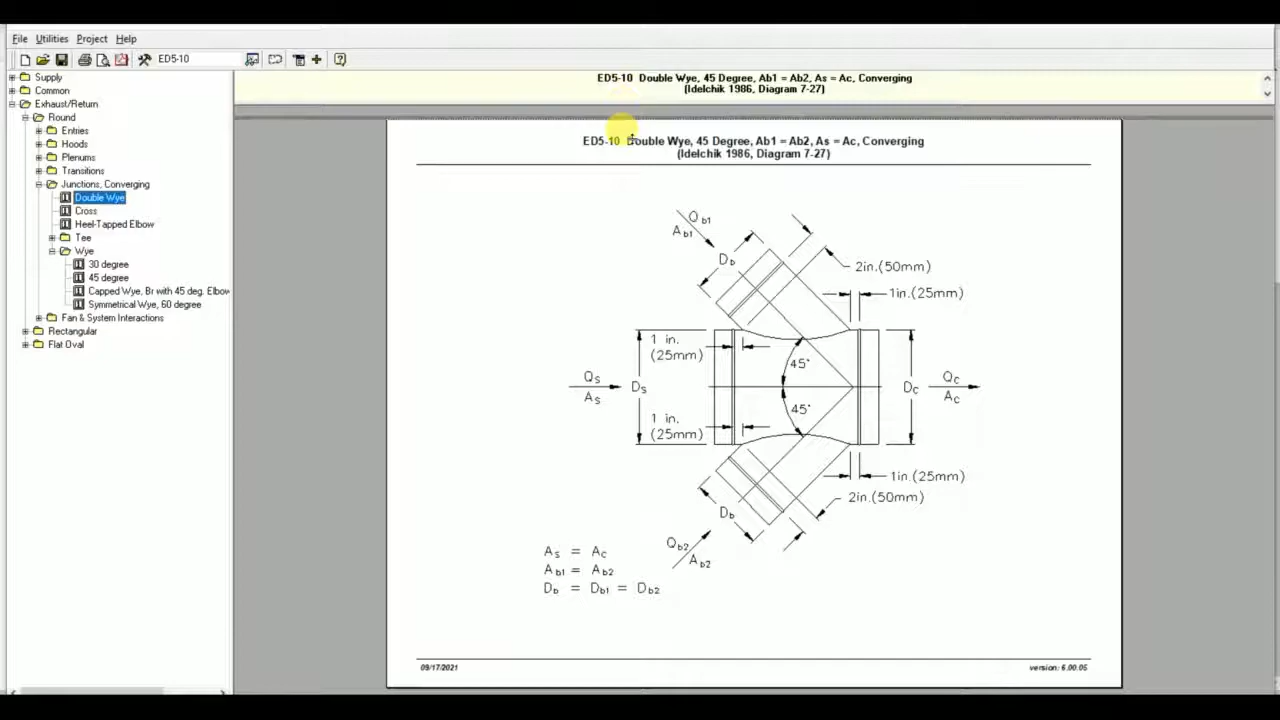 File Utilities Project Help
ED5-10
Supply
Common
Exhaust/Return
Round
Entries
Hoods
Plenums
Transitions
Junctions, Converging
Double Wye
Cross
Heel-Tapped Elbow
Tee
Wye
30 degree
45 degree
Capped Wye, Br with 45 deg. Elbow
Symmetrical Wye, 60 degree
Fan & System Interactions
Rectangular
Flat Oval
ED5-10 Double Wye, 45 Degree, Ab1 = Ab2, As = Ac, Converging
(Idelchik 1986, Diagram 7-27)
ED5-10 Double Wye, 45 Degree, Ab1 = Ab2, As = Ac, Converging
(Idelchik 1986, Diagram 7-27)
Qb1
Ab1
Db
2in.(50mm)
1in.(25mm)
1 in.
(25mm)
45°
Qs
As
Ds
Dc
Qc
Ac
45°
1 in.
(25mm)
1in.(25mm)
2in.(50mm)
Db
Qb2
Ab2
As = Ac
Ab1 = Ab2
Db = Db1 = Db2
09/17/2021
version: 6.00.05